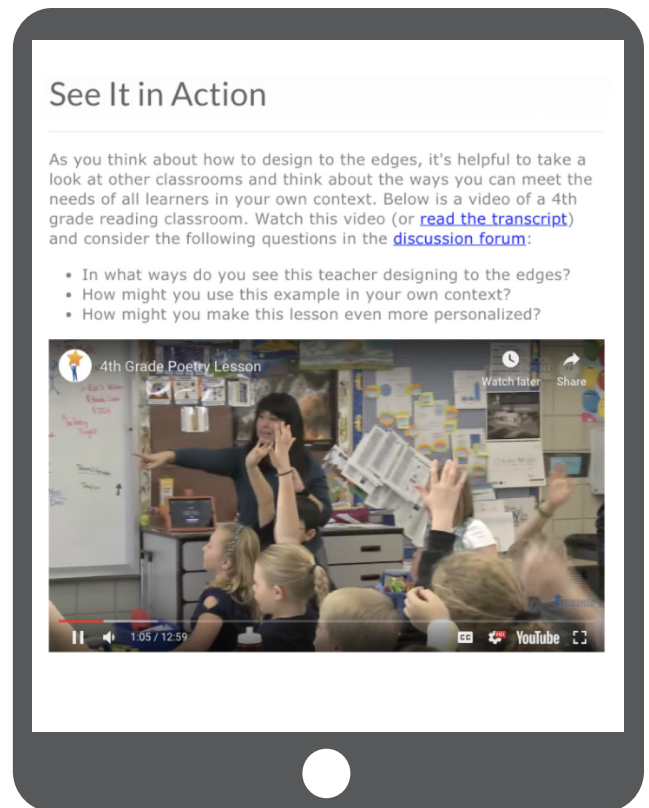 See It in Action
As you think about how to design to the edges, it's helpful to take a
look at other classrooms and think about the ways you can meet the
needs of all learners in your own context. Below is a video of a 4th
grade reading classroom. Watch this video (or read the transcript)
and consider the following questions in the discussion forum:
• In what ways do you see this teacher designing to the edges?
• How might you use this example in your own context?
• How might you make this lesson even more personalized?
4th Grade Poetry Lesson
Watch later
Share
1:05 / 12:59
CC
HD
YouTube